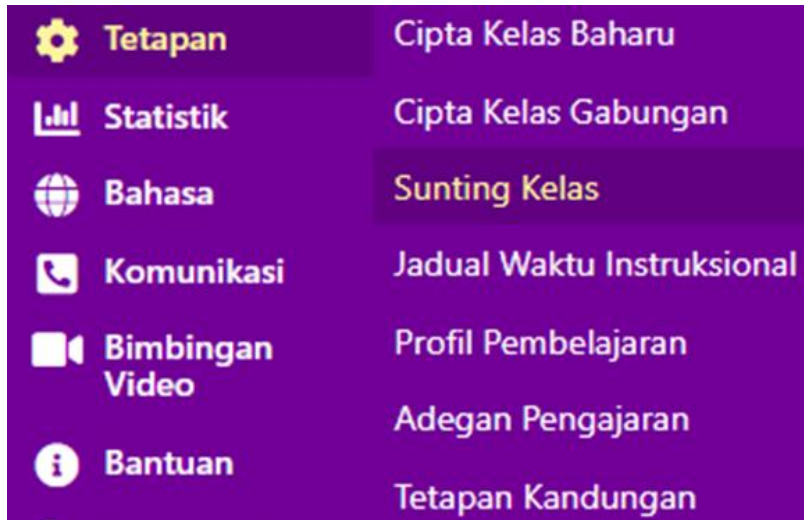 Tetapan
Statistik
Bahasa
Komunikasi
Bimbingan
Video
Bantuan
Cipta Kelas Baharu
Cipta Kelas Gabungan
Sunting Kelas
Jadual Waktu Instruksional
Profil Pembelajaran
Adegan Pengajaran
Tetapan Kandungan